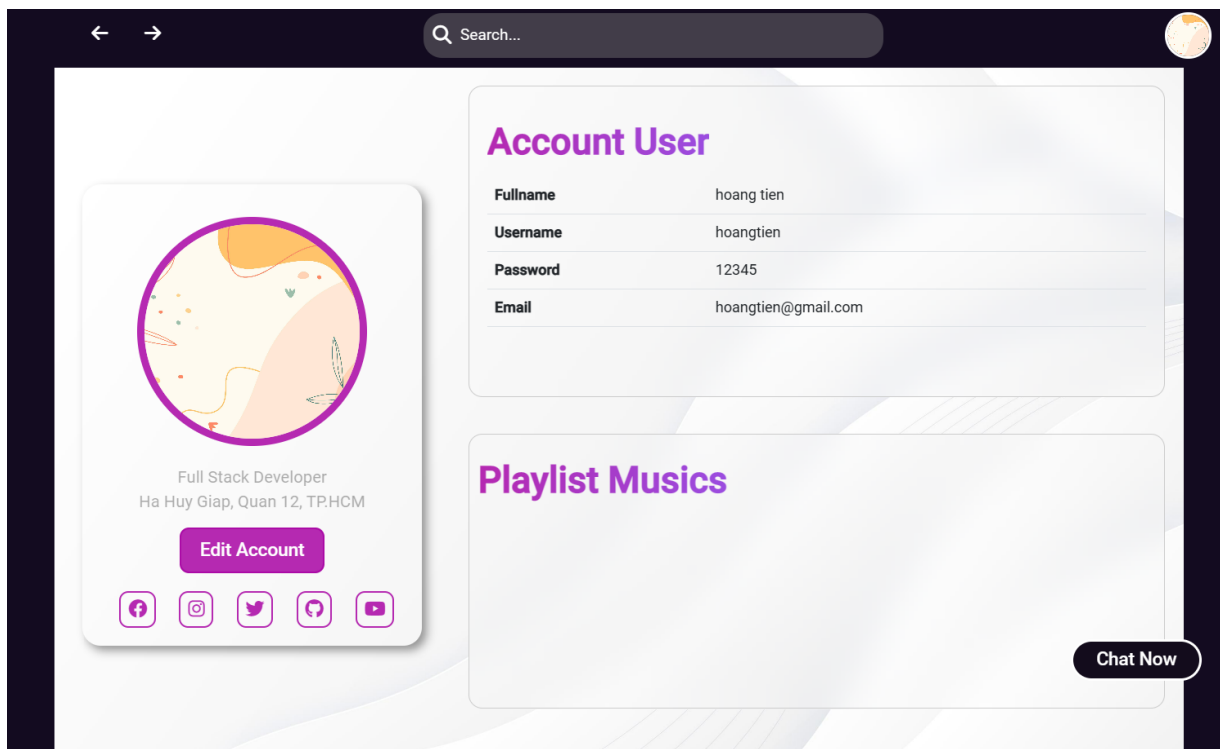 Search...
Account User
Fullname hoang tien
Username hoangtien
Password 12345
Email hoangtien@gmail.com
Full Stack Developer
Ha Huy Giap, Quan 12, TP.HCM
Edit Account
Playlist Musics
Chat Now